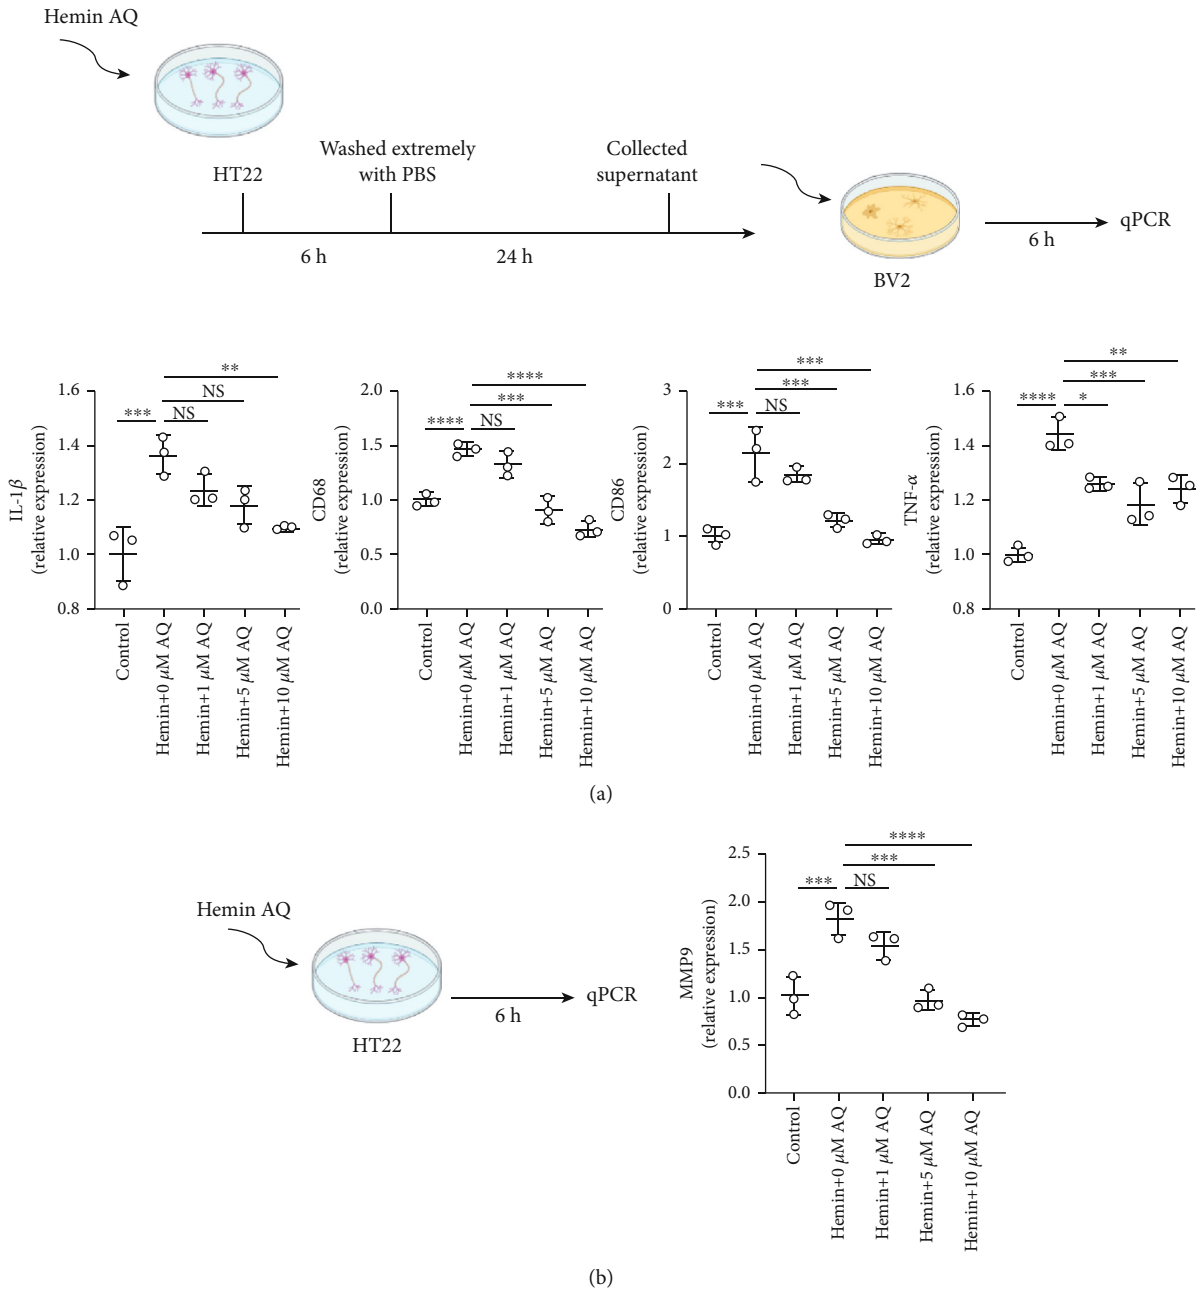 Hemin AQ
HT22
Washed extremely
with PBS
Collected
supernatant
6 h
24 h
BV2
6 h
qPCR
IL-1β
(relative expression)
1.6
1.4
1.2
1.0
0.8
***
NS
NS
**
Control
Hemin+0 μM AQ
Hemin+1 μM AQ
Hemin+5 μM AQ
Hemin+10 μM AQ
CD68
(relative expression)
2.0
1.5
1.0
0.5
0.0
****
NS
***
****
Control
Hemin+0 μM AQ
Hemin+1 μM AQ
Hemin+5 μM AQ
Hemin+10 μM AQ
CD86
(relative expression)
3
2
1
0
***
NS
***
***
Control
Hemin+0 μM AQ
Hemin+1 μM AQ
Hemin+5 μM AQ
Hemin+10 μM AQ
TNF-α
(relative expression)
1.6
1.4
1.2
1.0
0.8
****
*
***
**
Control
Hemin+0 μM AQ
Hemin+1 μM AQ
Hemin+5 μM AQ
Hemin+10 μM AQ
(a)
Hemin AQ
HT22
6 h
qPCR
MMP9
(relative expression)
2.5
2.0
1.5
1.0
0.5
0.0
***
NS
***
****
Control
Hemin+0 μM AQ
Hemin+1 μM AQ
Hemin+5 μM AQ
Hemin+10 μM AQ
(b)